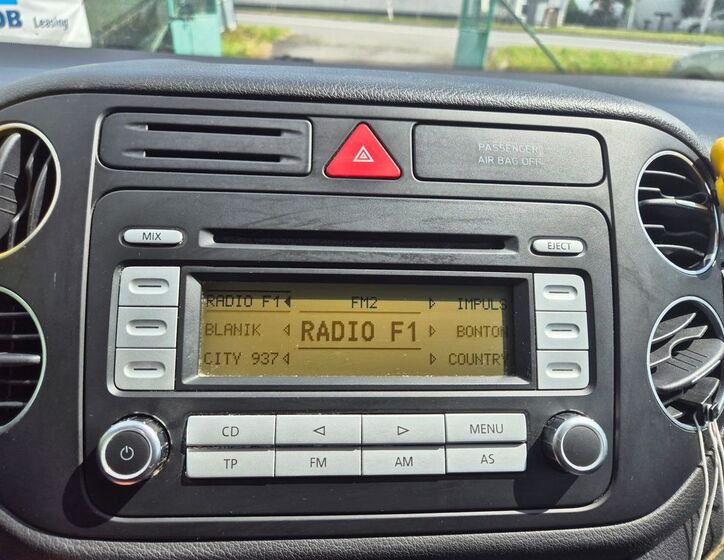 OB Leasing
PASSENGER
AIR BAG OFF
MIX
EJECT
RADIO F1 FM2 IMPULS
BLANIK RADIO F1 BONTON
CITY 937 COUNTRY
CD MENU
TP FM AM AS